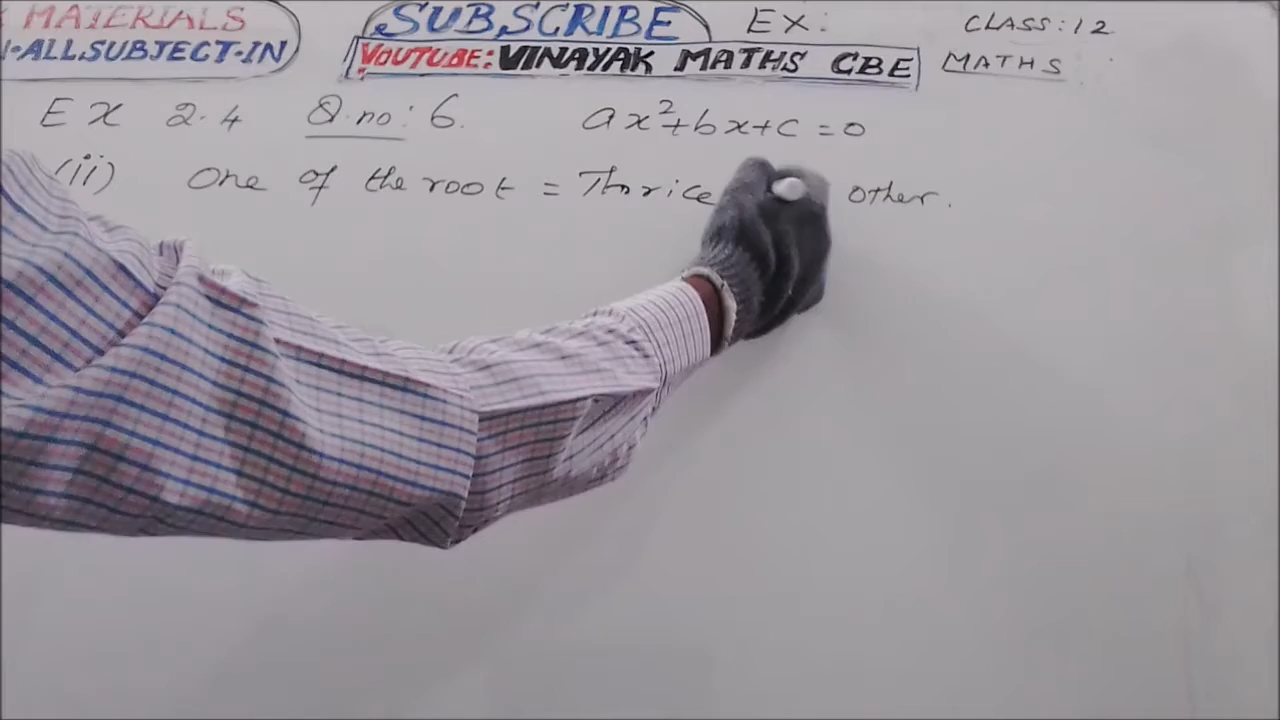 MATERIALS
ALLSUBJECT.IN
SUBSCRIBE
YOUTUBE: VINAYAK MATHS CBE
EX:
CLASS: 12
MATHS
EX 2.4 Q.no: 6. ax²+bx+c=0
(ii) One of the root = Thrice other.